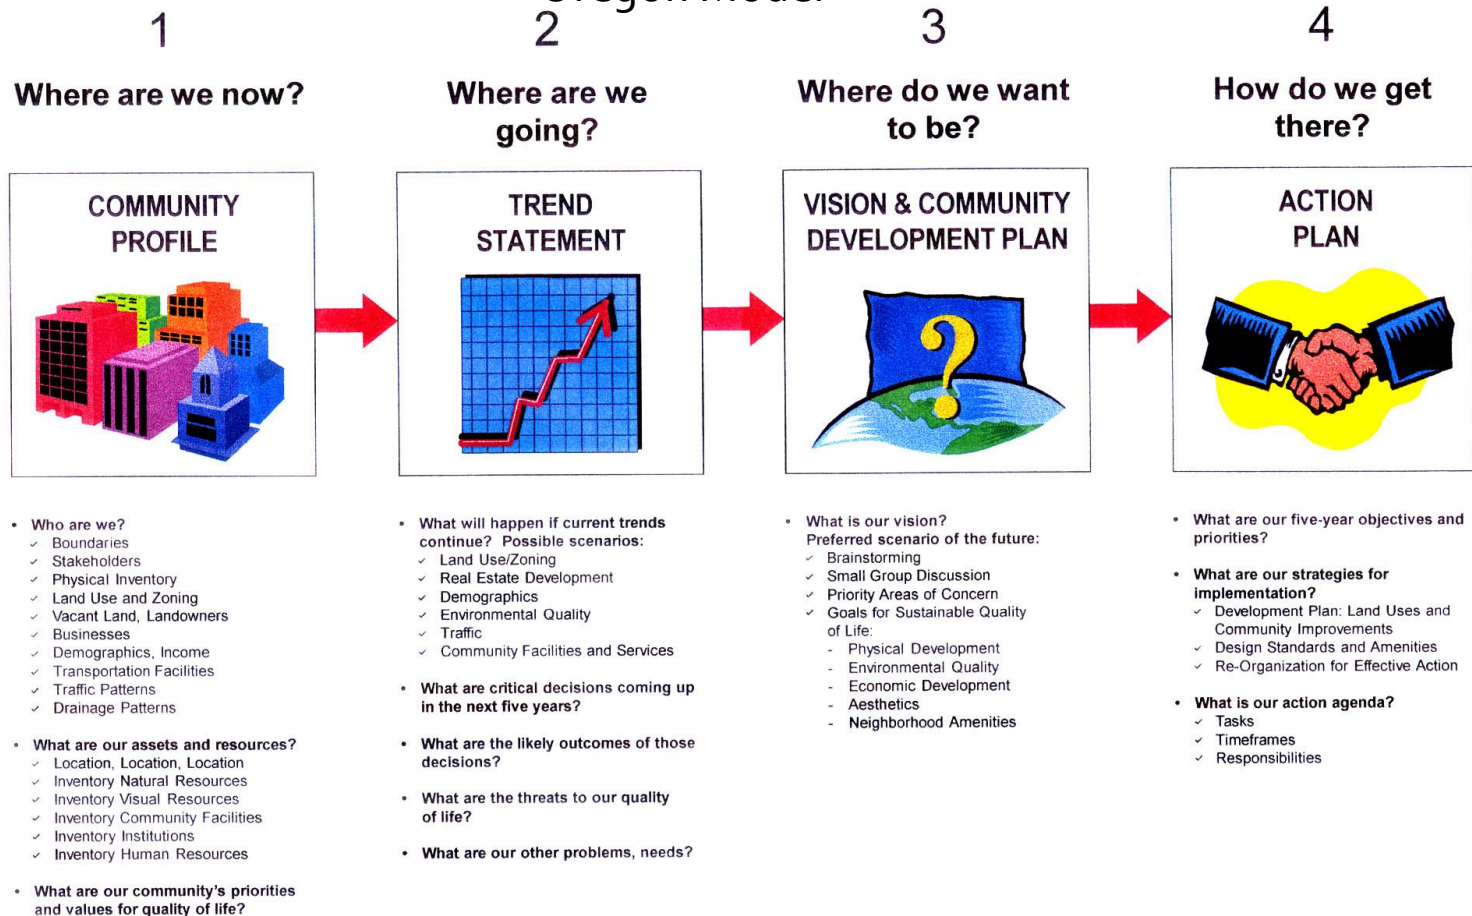 Oregon Model
1
Where are we now?
COMMUNITY
PROFILE
• Who are we?
✓ Boundaries
✓ Stakeholders
✓ Physical Inventory
✓ Land Use and Zoning
✓ Vacant Land, Landowners
✓ Businesses
✓ Demographics, Income
✓ Transportation Facilities
✓ Traffic Patterns
✓ Drainage Patterns
• What are our assets and resources?
✓ Location, Location, Location
✓ Inventory Natural Resources
✓ Inventory Visual Resources
✓ Inventory Community Facilities
✓ Inventory Institutions
✓ Inventory Human Resources
• What are our community's priorities
and values for quality of life?
2
Where are we
going?
TREND
STATEMENT
• What will happen if current trends
continue? Possible scenarios:
✓ Land Use/Zoning
✓ Real Estate Development
✓ Demographics
✓ Environmental Quality
✓ Traffic
✓ Community Facilities and Services
• What are critical decisions coming up
in the next five years?
• What are the likely outcomes of those
decisions?
• What are the threats to our quality
of life?
• What are our other problems, needs?
3
Where do we want
to be?
VISION & COMMUNITY
DEVELOPMENT PLAN
?
• What is our vision?
Preferred scenario of the future:
✓ Brainstorming
✓ Small Group Discussion
✓ Priority Areas of Concern
✓ Goals for Sustainable Quality
of Life:
- Physical Development
- Environmental Quality
- Economic Development
- Aesthetics
- Neighborhood Amenities
4
How do we get
there?
ACTION
PLAN
• What are our five-year objectives and
priorities?
• What are our strategies for
implementation?
✓ Development Plan: Land Uses and
Community Improvements
✓ Design Standards and Amenities
✓ Re-Organization for Effective Action
• What is our action agenda?
✓ Tasks
✓ Timeframes
✓ Responsibilities